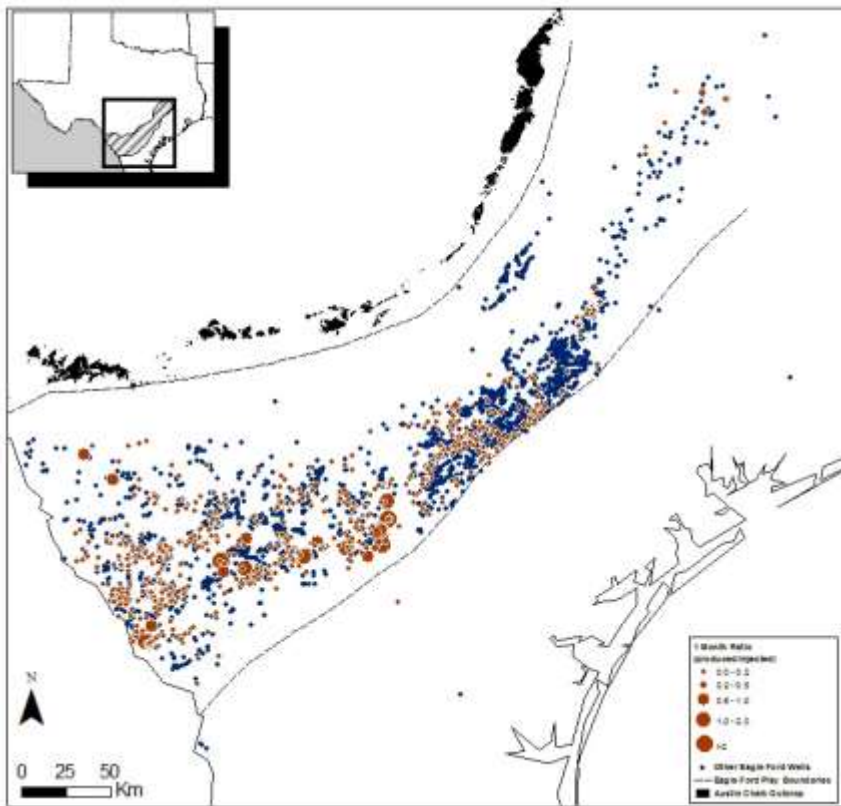 1 Month Ratio
(produced/injected)
0.0 - 0.2
0.2 - 0.5
0.6 - 1.0
1.0 - 2.0
>2
Other Eagle Ford Wells
Eagle Ford Play Boundaries
Austin Chalk Outcrop
N
0 25 50
Km